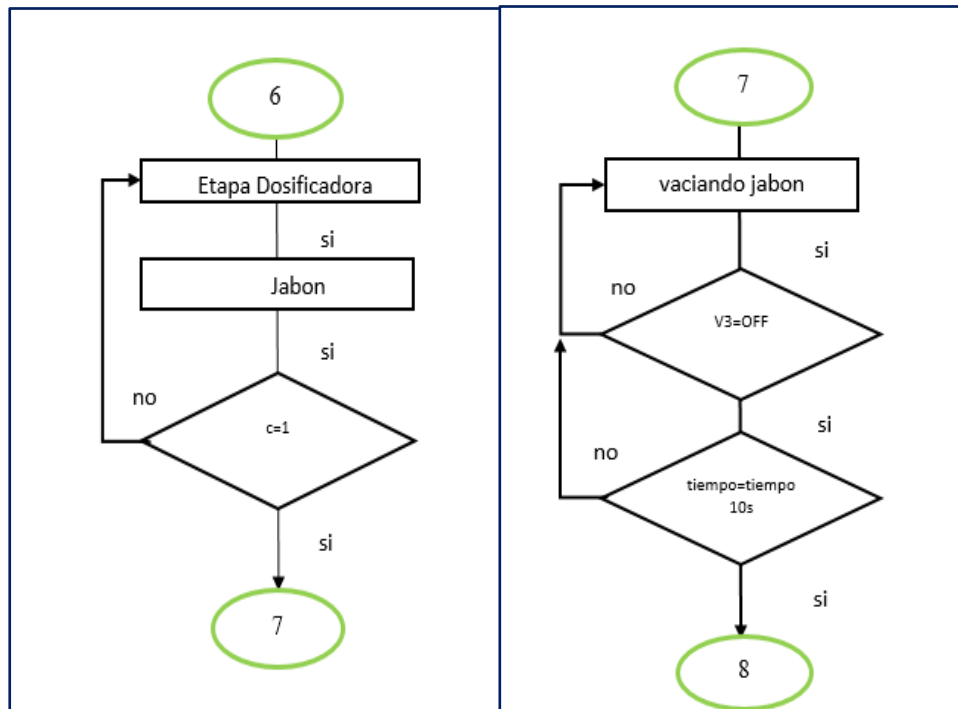 6
Etapa Dosificadora
si
Jabon
si
no
c=1
si
7
7
vaciando jabon
si
no
V3=OFF
si
no
tiempo=tiempo
10s
si
8